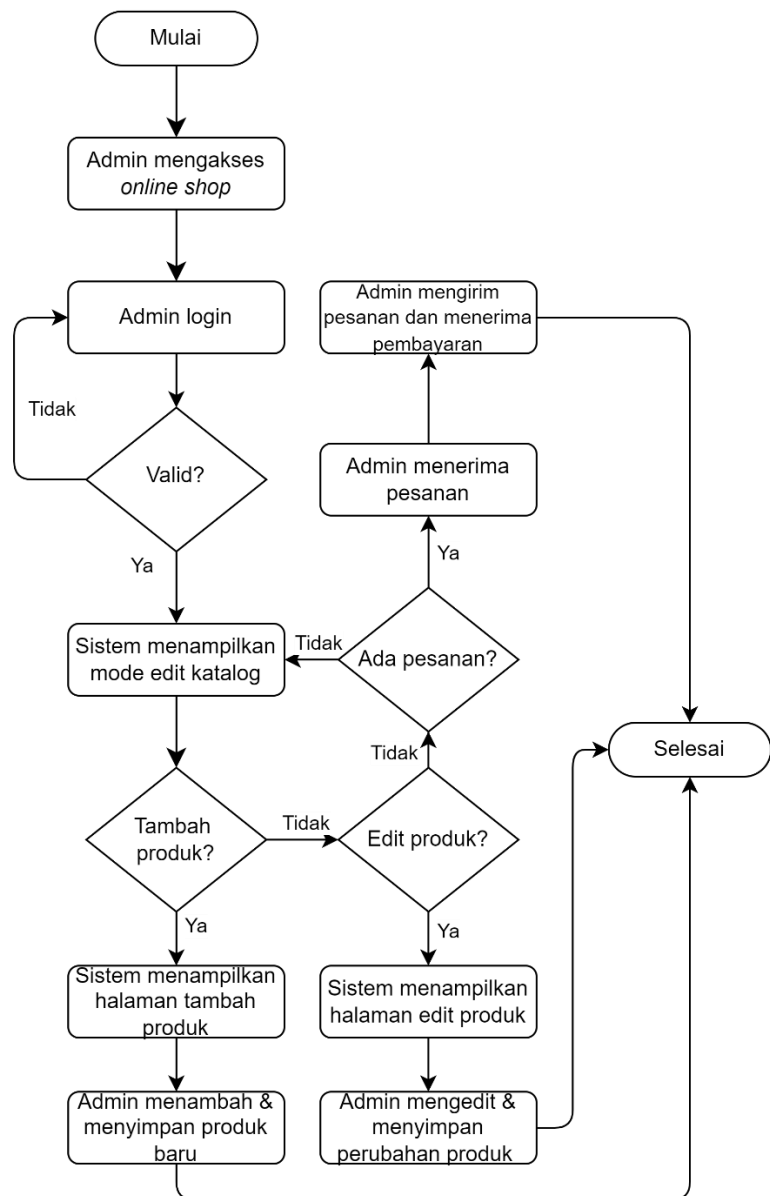 Mulai
Admin mengakses
online shop
Admin login
Tidak
Valid?
Ya
Sistem menampilkan
mode edit katalog
Tambah
produk?
Ya
Sistem menampilkan
halaman tambah
produk
Admin menambah &
menyimpan produk
baru
Tidak
Edit produk?
Ya
Sistem menampilkan
halaman edit produk
Admin mengedit &
menyimpan
perubahan produk
Tidak
Ada pesanan?
Tidak
Ya
Admin menerima
pesanan
Admin mengirim
pesanan dan menerima
pembayaran
Selesai